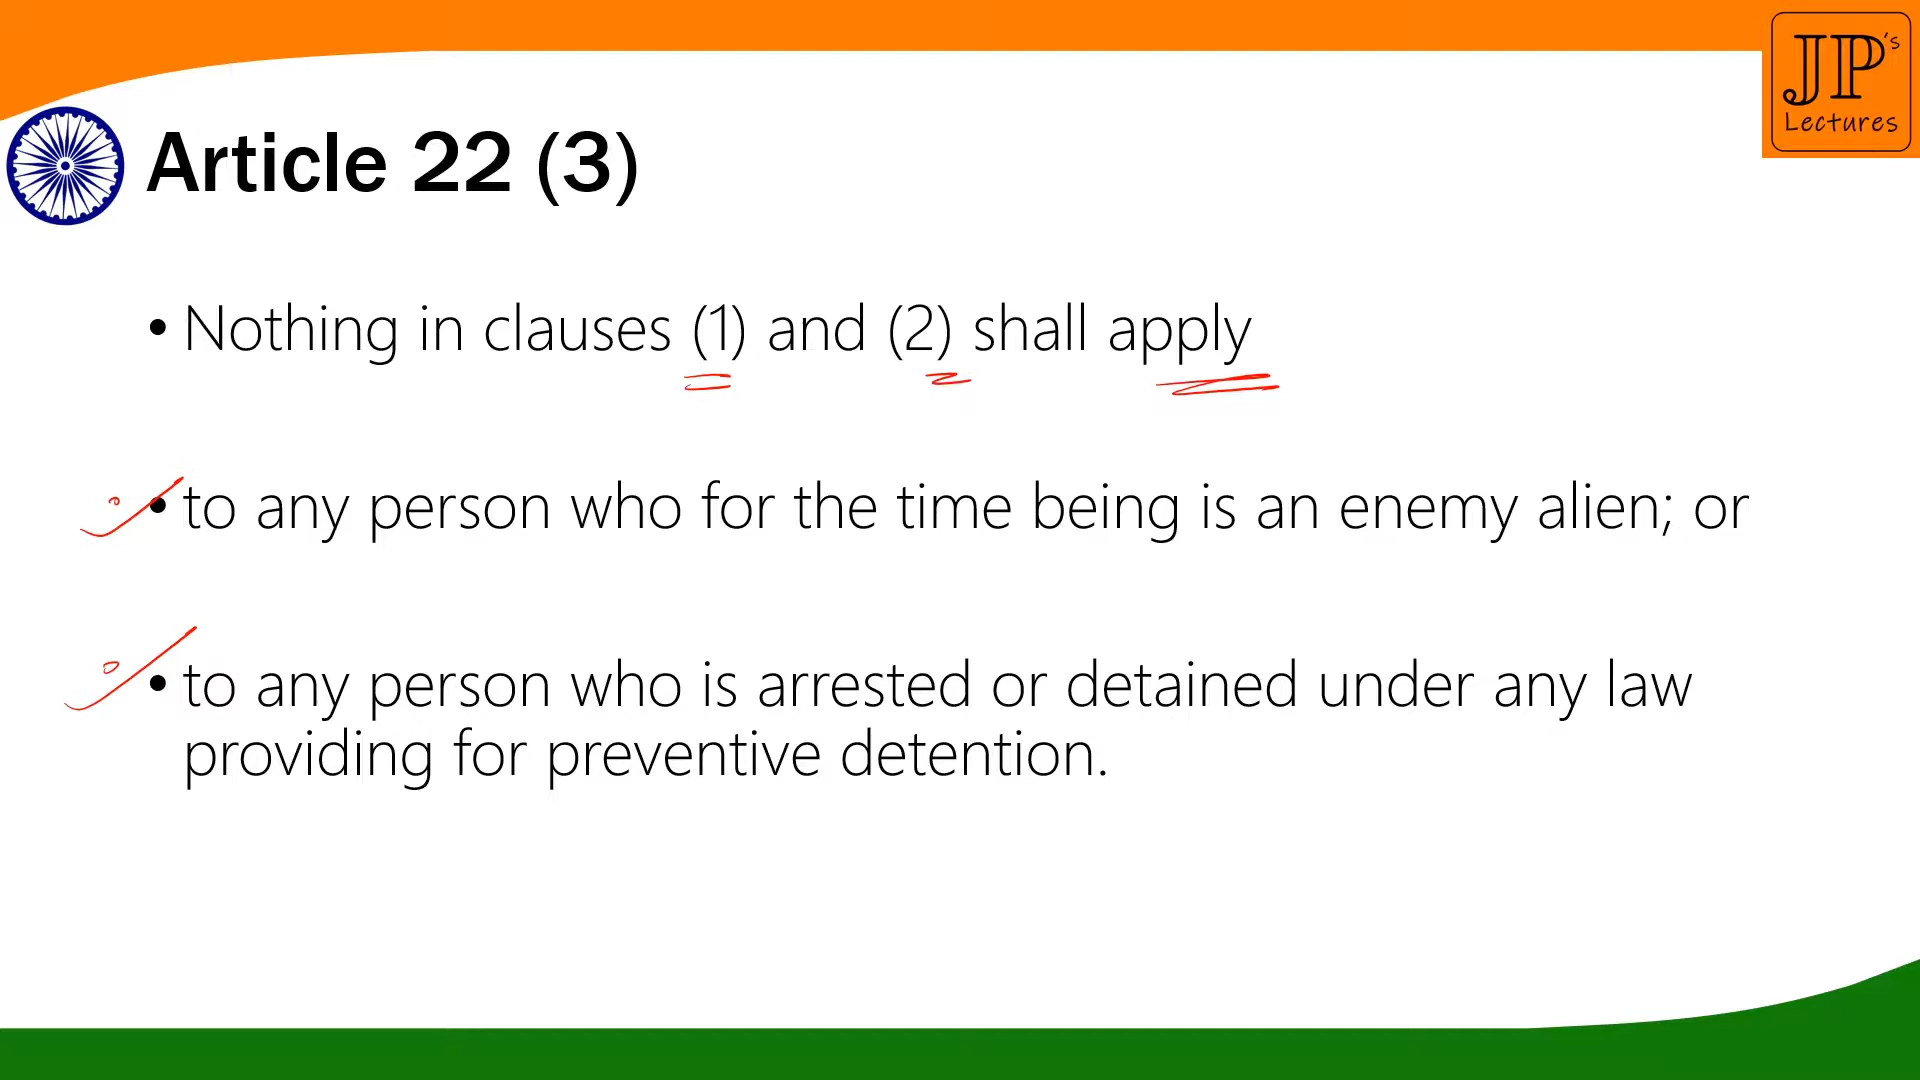 JP's
Lectures
Article 22 (3)
• Nothing in clauses (1) and (2) shall apply
• to any person who for the time being is an enemy alien; or
• to any person who is arrested or detained under any law
providing for preventive detention.